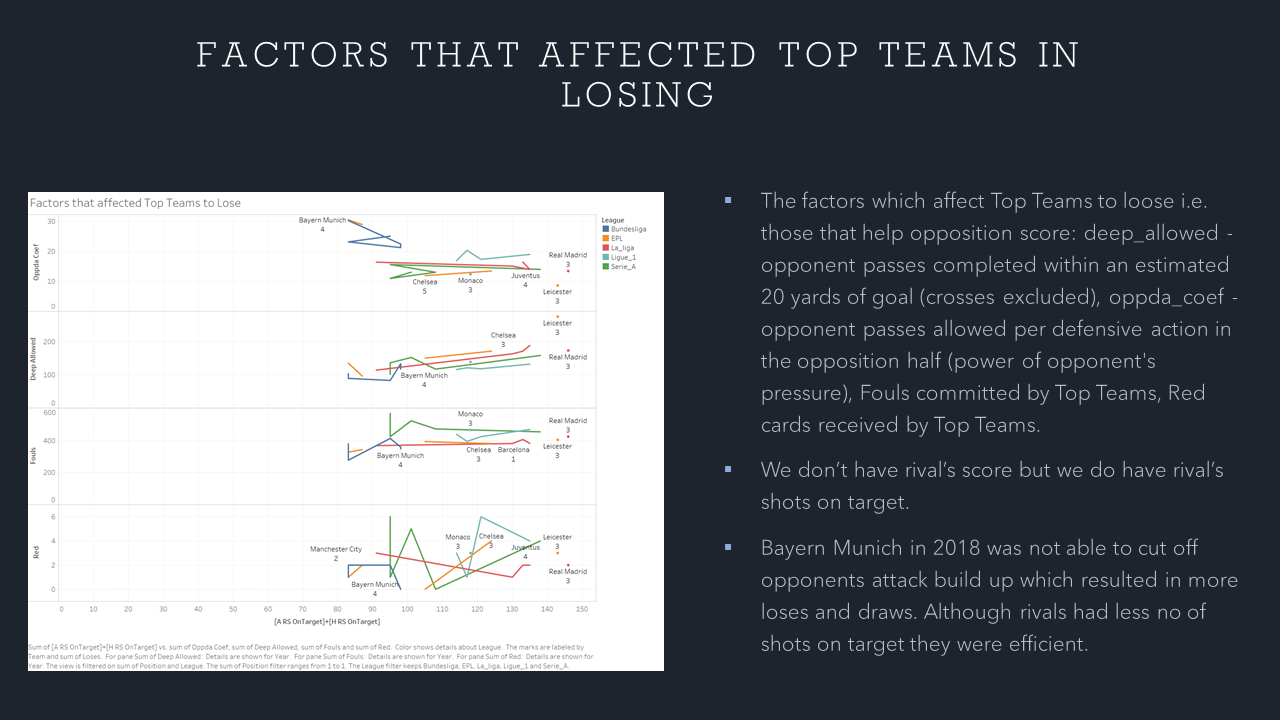 FACTORS THAT AFFECTED TOP TEAMS IN
LOSING
Factors that affected Top Teams to Lose
Oppda Coef
30
20
10
0
Bayern Munich
4
Chelsea
5
Monaco
3
Juventus
4
Real Madrid
3
Leicester
3
League
Bundesliga
EPL
La_liga
Ligue_1
Serie_A
Deep Allowed
200
100
0
Bayern Munich
4
Chelsea
3
Leicester
3
Real Madrid
3
Fouls
600
400
200
0
Bayern Munich
4
Monaco
3
Chelsea
3
Barcelona
1
Real Madrid
3
Leicester
3
Red
6
4
2
0
Manchester City
2
Bayern Munich
4
Monaco
3
Chelsea
3
Juventus
4
Leicester
3
Real Madrid
3
0 10 20 30 40 50 60 70 80 90 100 110 120 130 140 150
[A RS OnTarget]+[H RS OnTarget]
Sum of [A RS OnTarget]+[H RS OnTarget] vs. sum of Oppda Coef, sum of Deep Allowed, sum of Fouls and sum of Red. Color shows details about League. The marks are labeled by
Team and sum of Loses. For pane Sum of Deep Allowed: Details are shown for Year. For pane Sum of Fouls: Details are shown for Year. For pane Sum of Red: Details are shown for
Year. The view is filtered on sum of Position and League. The sum of Position filter ranges from 1 to 1. The League filter keeps Bundesliga, EPL, La_liga, Ligue_1 and Serie_A.
The factors which affect Top Teams to loose i.e.
those that help opposition score: deep_allowed -
opponent passes completed within an estimated
20 yards of goal (crosses excluded), oppda_coef -
opponent passes allowed per defensive action in
the opposition half (power of opponent's
pressure), Fouls committed by Top Teams, Red
cards received by Top Teams.
We don't have rival's score but we do have rival's
shots on target.
Bayern Munich in 2018 was not able to cut off
opponents attack build up which resulted in more
loses and draws. Although rivals had less no of
shots on target they were efficient.